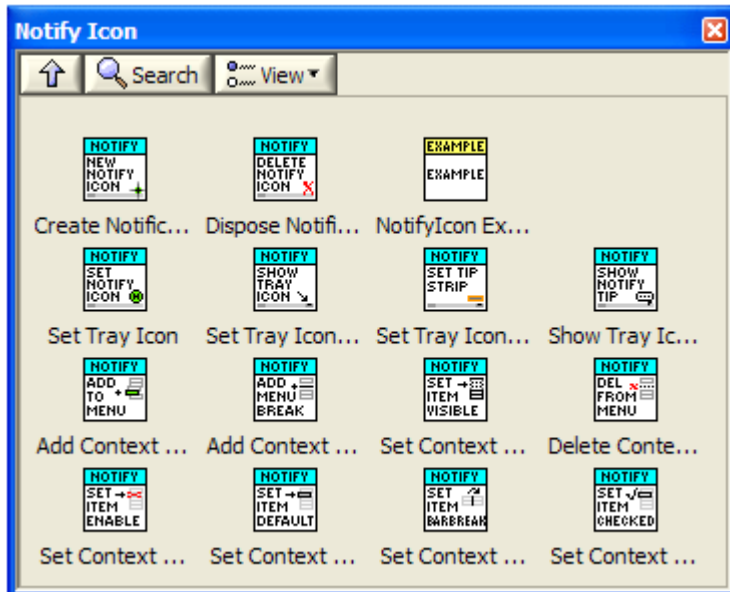 Notify Icon
Search View
NOTIFY NOTIFY EXAMPLE
NEW DELETE
NOTIFY NOTIFY EXAMPLE
ICON ICON
Create Notific... Dispose Notifi... NotifyIcon Ex...
NOTIFY NOTIFY NOTIFY NOTIFY
SET SHOW SET TIP SHOW
NOTIFY TRAY STRIP NOTIFY
ICON ICON TIP
Set Tray Icon Set Tray Icon... Set Tray Icon... Show Tray Ic...
NOTIFY NOTIFY NOTIFY NOTIFY
ADD ADD SET DEL
TO MENU ITEM FROM
MENU BREAK VISIBLE MENU
Add Context ... Add Context ... Set Context ... Delete Conte...
NOTIFY NOTIFY NOTIFY NOTIFY
SET SET SET SET
ITEM ITEM ITEM ITEM
ENABLE DEFAULT BARBREAK CHECKED
Set Context ... Set Context ... Set Context ... Set Context ...